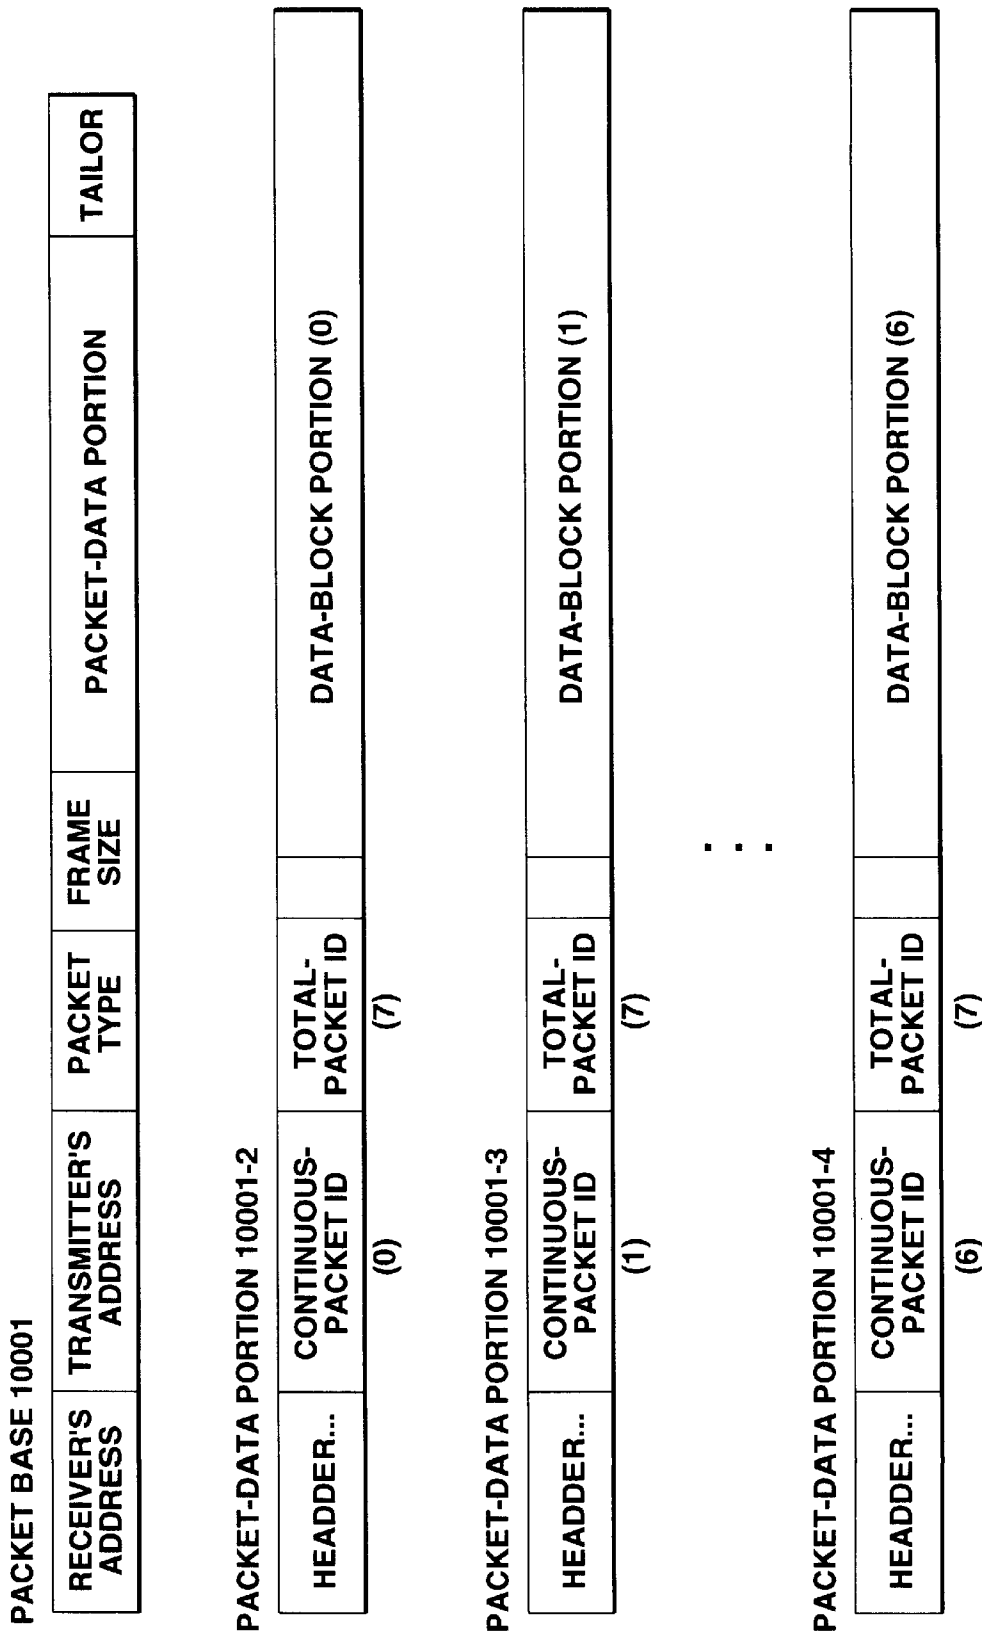 PACKET BASE 10001
RECEIVER'S
ADDRESS
TRANSMITTER'S
ADDRESS
PACKET
TYPE
FRAME
SIZE
PACKET-DATA PORTION
TAILOR
PACKET-DATA PORTION 10001-2
HEADDER...
CONTINUOUS-
PACKET ID
TOTAL-
PACKET ID
DATA-BLOCK PORTION (0)
(0)
(7)
PACKET-DATA PORTION 10001-3
HEADDER...
CONTINUOUS-
PACKET ID
TOTAL-
PACKET ID
DATA-BLOCK PORTION (1)
(1)
(7)
...
PACKET-DATA PORTION 10001-4
HEADDER...
CONTINUOUS-
PACKET ID
TOTAL-
PACKET ID
DATA-BLOCK PORTION (6)
(6)
(7)